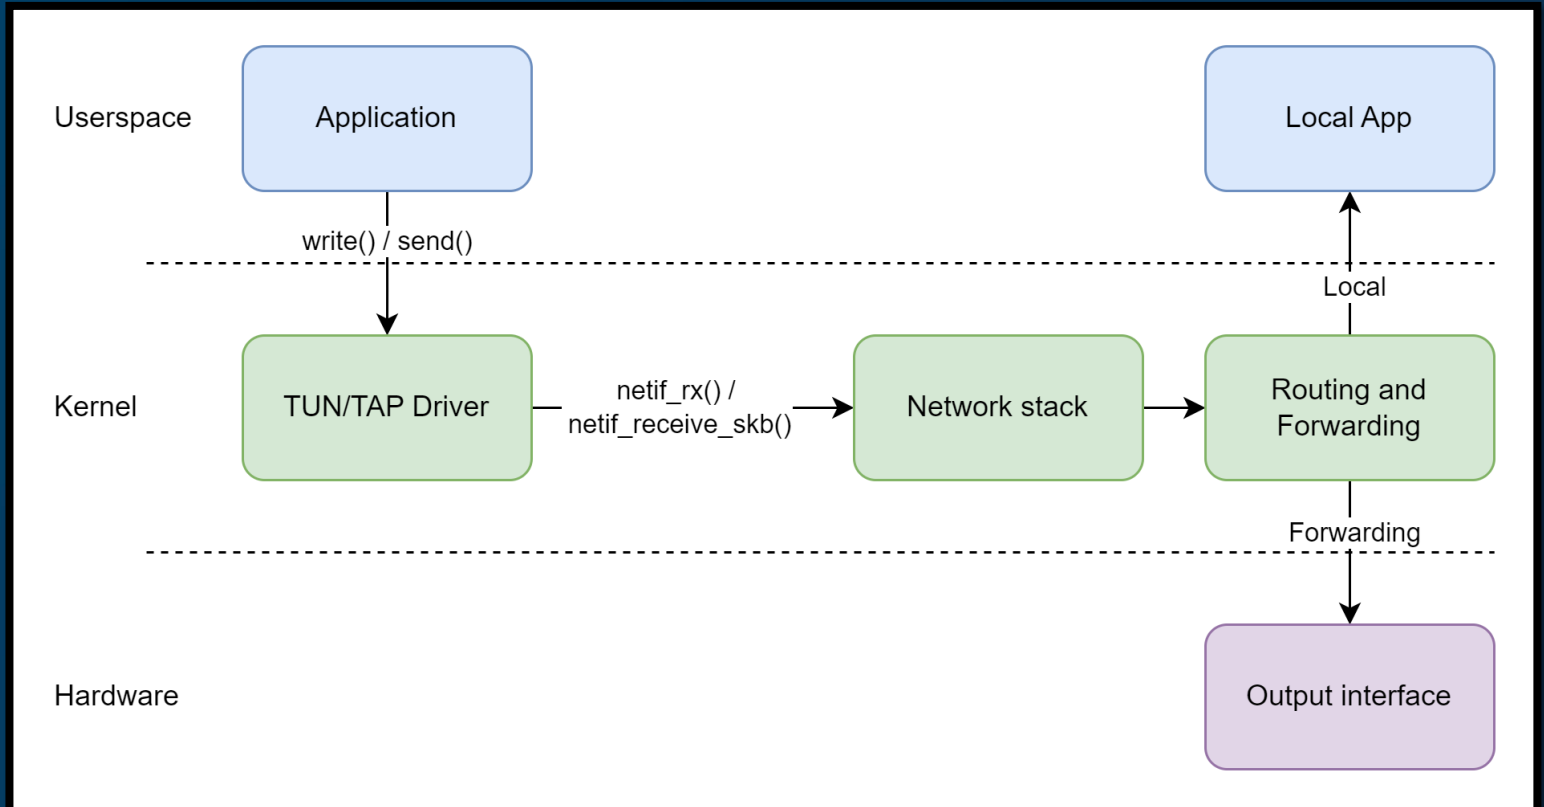 Userspace
Application
Local App
write() / send()
Local
Kernel
TUN/TAP Driver
netif_rx() /
netif_receive_skb()
Network stack
Routing and
Forwarding
Forwarding
Hardware
Output interface